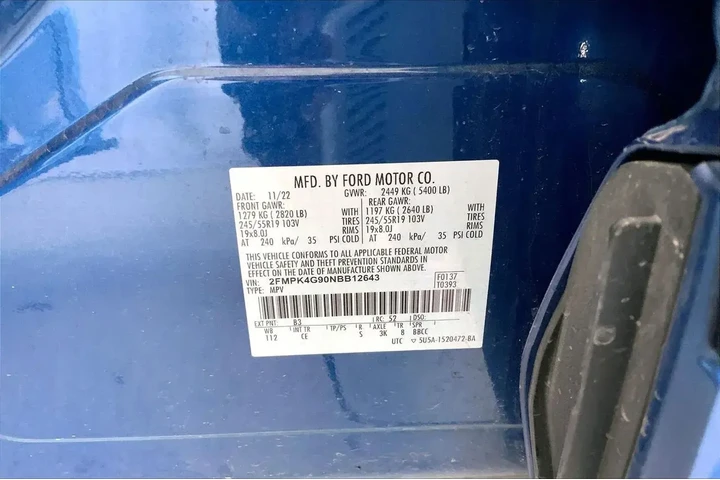 MFD. BY FORD MOTOR CO.
DATE: 11/22 GVWR: 2449 KG ( 5400 LB)
FRONT GAWR: REAR GAWR:
1279 KG ( 2820 LB) WITH 1197 KG ( 2640 LB) WITH
245/55R19 103V TIRES 245/55R19 103V TIRES
19x8.0J RIMS 19x8.0J RIMS
AT 240 kPa/ 35 PSI COLD AT 240 kPa/ 35 PSI COLD
THIS VEHICLE CONFORMS TO ALL APPLICABLE FEDERAL MOTOR
VEHICLE SAFETY AND THEFT PREVENTION STANDARDS IN
EFFECT ON THE DATE OF MANUFACTURE SHOWN ABOVE.
VIN: 2FMPK4G90NBB12643 F0137
TYPE: MPV T0393
EXT PNT: B3 RC: 52 DSO:
WB INT TR TP/PS R AXLE TR SPR
112 CE 5 3K B BBCC
UTC 5U5A-1520472-BA